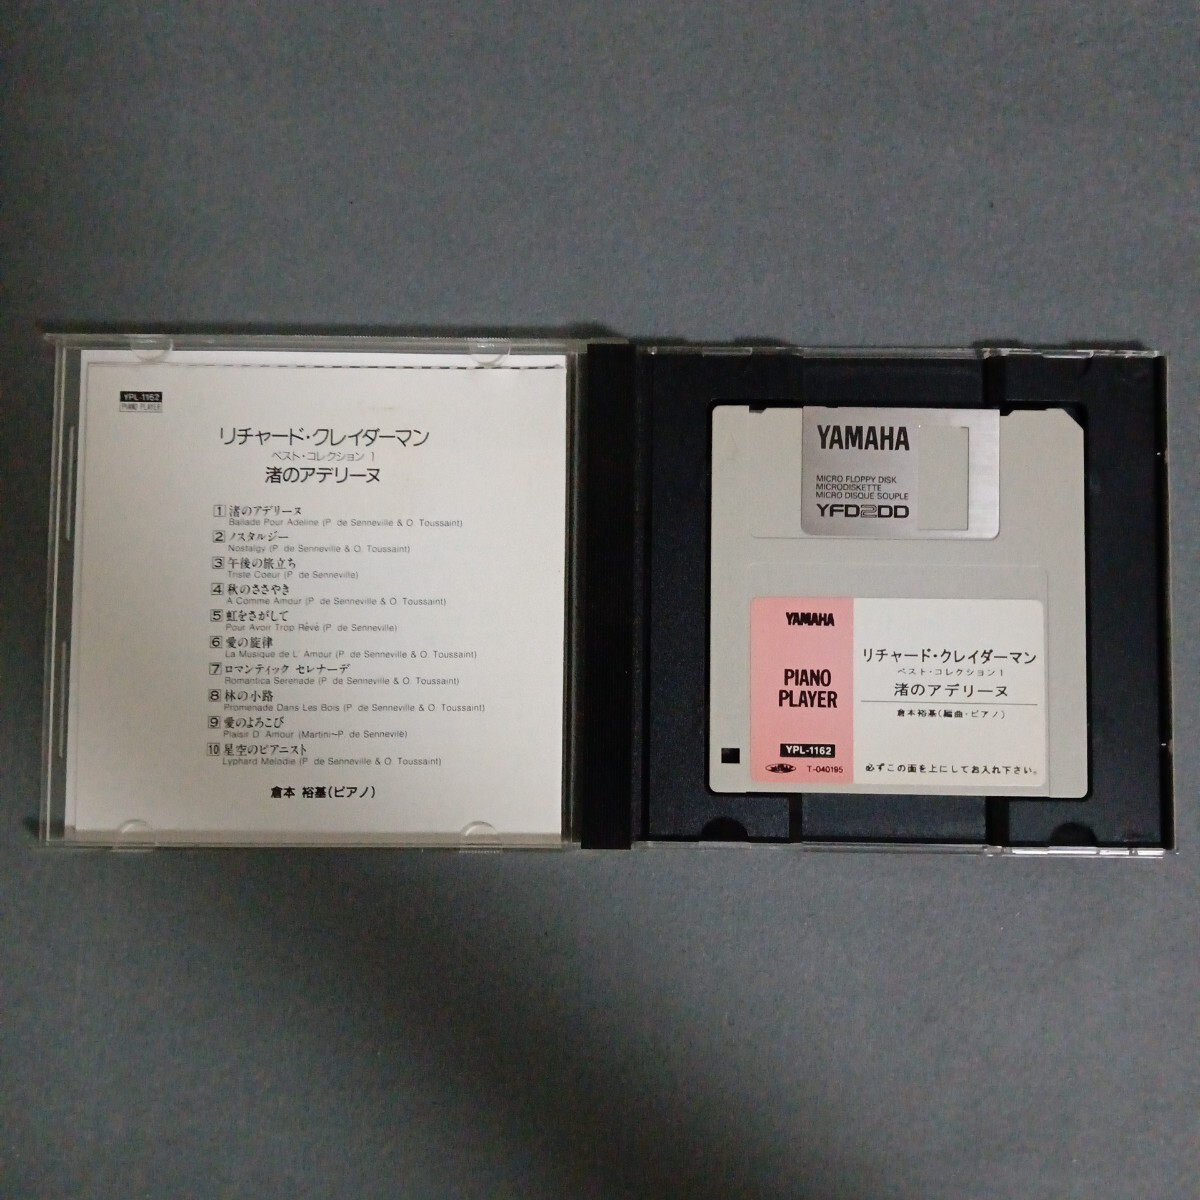 YPL-1162
PIANO PLAYER
リチャード・クレイダーマン
ベスト・コレクション 1
渚のアデリーヌ
1 渚のアデリーヌ
Ballade Pour Adeline (P. de Senneville & O. Toussaint)
2 ノスタルジー
Nostalgy (P. de Senneville & O. Toussaint)
3 午後の旅立ち
Triste Coeur (P. de Senneville)
4 秋のささやき
A Comme Amour (P. de Senneville & O. Toussaint)
5 虹をさがして
Pour Avoir Trop Rêvé (P. de Senneville)
6 愛の旋律
La Musique de L' Amour (P. de Senneville & O. Toussaint)
7 ロマンティック セレナーデ
Romantica Serenade (P. de Senneville & O. Toussaint)
8 林の小路
Promenade Dans Les Bois (P. de Senneville & O. Toussaint)
9 愛のよろこび
Plaisir D' Amour (Martini~P. de Senneville)
10 星空のピアニスト
Lyphard Melodie (P. de Senneville & O. Toussaint)
倉本 裕基(ピアノ)
YAMAHA
MICRO FLOPPY DISK
MICRODISKETTE
MICRO DISQUE SOUPLE
YFD2DD
YAMAHA
PIANO
PLAYER
YPL-1162
T-040195
リチャード・クレイダーマン
ベスト・コレクション 1
渚のアデリーヌ
倉本裕基(編曲・ピアノ)
必ずこの面を上にしてお入れ下さい。